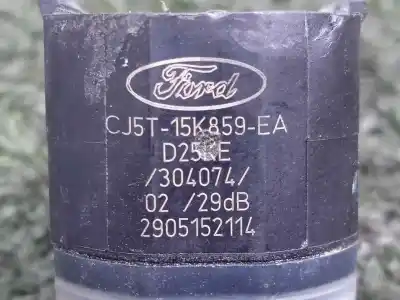 Ford
CJ5T-15K859-EA
/304074/
02 /29dB
2905152114